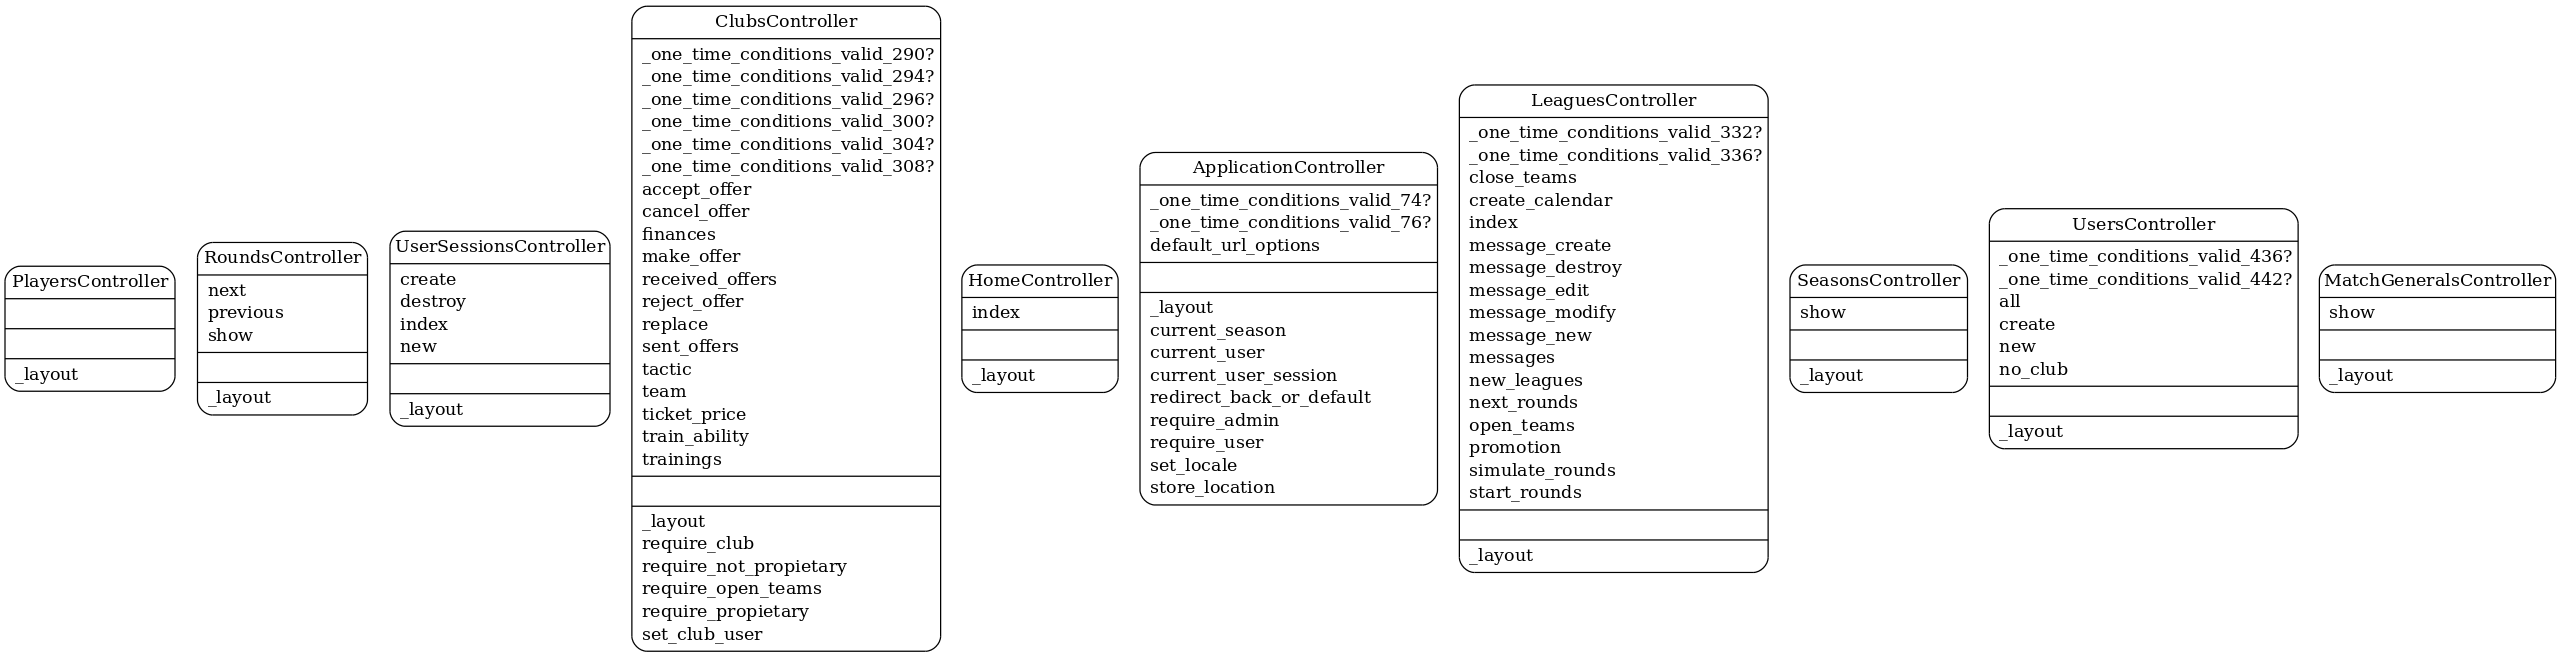 PlayersController
_layout
RoundsController
next
previous
show
_layout
UserSessionsController
create
destroy
index
new
_layout
ClubsController
_one_time_conditions_valid_290?
_one_time_conditions_valid_294?
_one_time_conditions_valid_296?
_one_time_conditions_valid_300?
_one_time_conditions_valid_304?
_one_time_conditions_valid_308?
accept_offer
cancel_offer
finances
make_offer
received_offers
reject_offer
replace
sent_offers
tactic
team
ticket_price
train_ability
trainings
_layout
require_club
require_not_propietary
require_open_teams
require_propietary
set_club_user
HomeController
index
_layout
ApplicationController
_one_time_conditions_valid_74?
_one_time_conditions_valid_76?
default_url_options
_layout
current_season
current_user
current_user_session
redirect_back_or_default
require_admin
require_user
set_locale
store_location
LeaguesController
_one_time_conditions_valid_332?
_one_time_conditions_valid_336?
close_teams
create_calendar
index
message_create
message_destroy
message_edit
message_modify
message_new
messages
new_leagues
next_rounds
open_teams
promotion
simulate_rounds
start_rounds
_layout
SeasonsController
show
_layout
UsersController
_one_time_conditions_valid_436?
_one_time_conditions_valid_442?
all
create
new
no_club
_layout
MatchGeneralsController
show
_layout